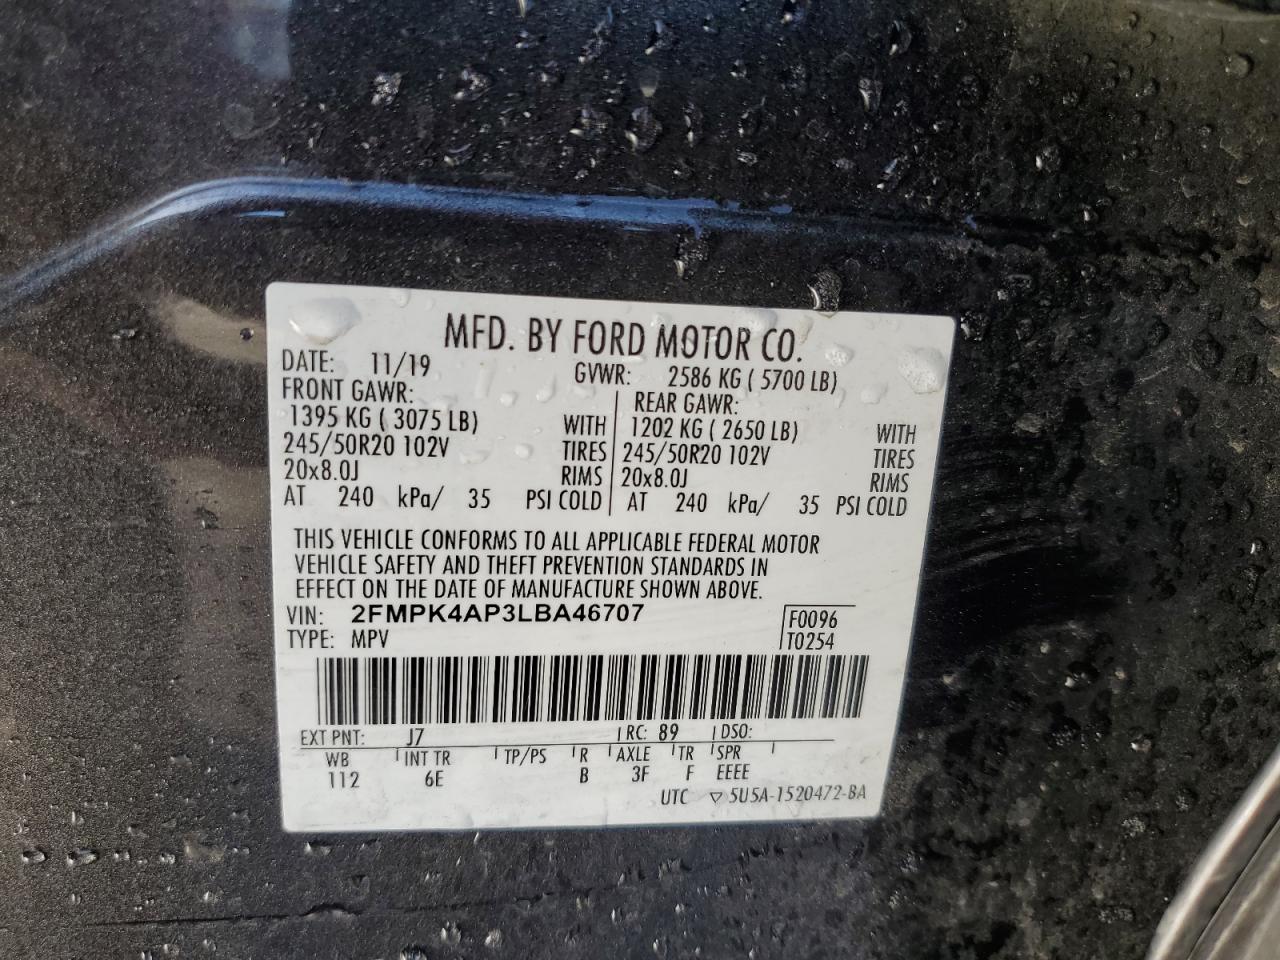 MFD. BY FORD MOTOR CO.
DATE: 11/19 GVWR: 2586 KG ( 5700 LB)
FRONT GAWR: REAR GAWR:
1395 KG ( 3075 LB) WITH 1202 KG ( 2650 LB) WITH
245/50R20 102V TIRES 245/50R20 102V TIRES
20x8.0J RIMS 20x8.0J RIMS
AT 240 kPa/ 35 PSI COLD AT 240 kPa/ 35 PSI COLD
THIS VEHICLE CONFORMS TO ALL APPLICABLE FEDERAL MOTOR
VEHICLE SAFETY AND THEFT PREVENTION STANDARDS IN
EFFECT ON THE DATE OF MANUFACTURE SHOWN ABOVE.
VIN: 2FMPK4AP3LBA46707 F0096
TYPE: MPV T0254
EXT PNT: J7 RC: 89 DSO:
WB INT TR TP/PS R AXLE TR SPR
112 6E B 3F F EEEE
UTC ▽ 5U5A-1520472-BA